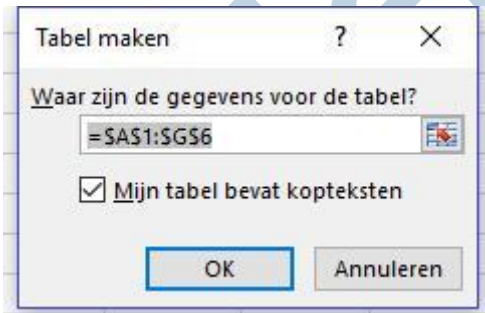 Tabel maken ? ×
Waar zijn de gegevens voor de tabel?
=$A$1:$G$6
Mijn tabel bevat kopteksten
OK Annuleren